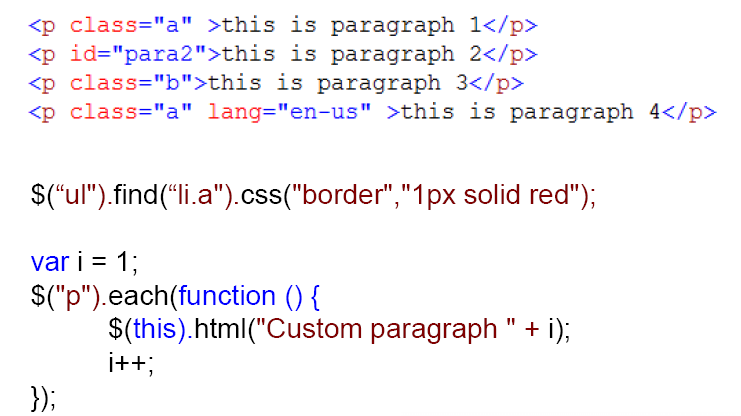 <p class="a" >this is paragraph 1</p>
<p id="para2">this is paragraph 2</p>
<p class="b">this is paragraph 3</p>
<p class="a" lang="en-us" >this is paragraph 4</p>
$(“ul").find(“li.a").css("border","1px solid red");
var i = 1;
$("p").each(function () {
$(this).html("Custom paragraph " + i);
i++;
});